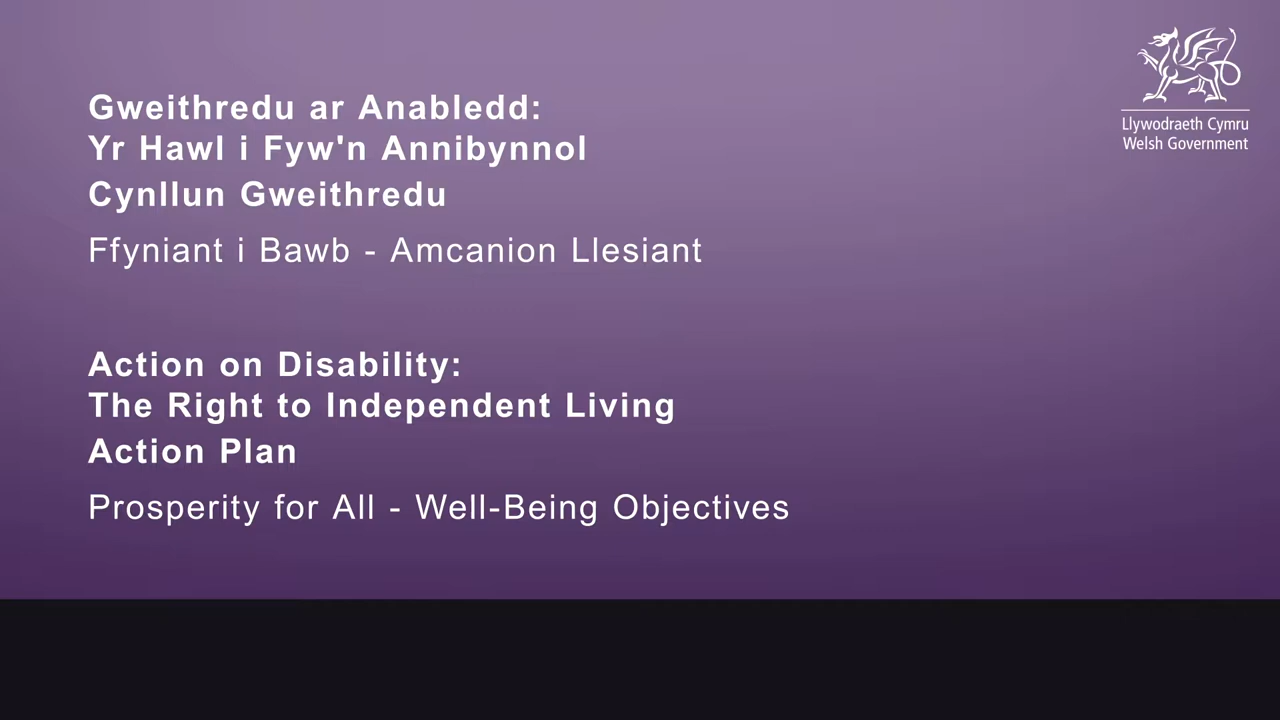 Gweithredu ar Anabledd:
Yr Hawl i Fyw'n Annibynnol
Cynllun Gweithredu
Ffyniant i Bawb - Amcanion Llesiant
Action on Disability:
The Right to Independent Living
Action Plan
Prosperity for All - Well-Being Objectives
Llywodraeth Cymru
Welsh Government